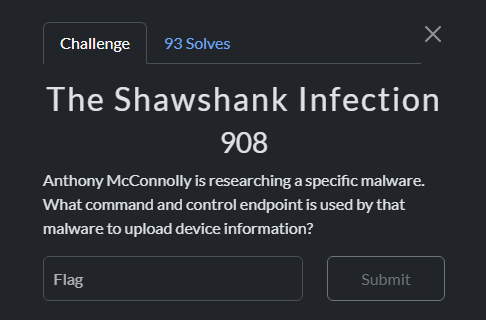 Challenge
93 Solves
The Shawshank Infection
908
Anthony McConnolly is researching a specific malware.
What command and control endpoint is used by that
malware to upload device information?
Flag
Submit